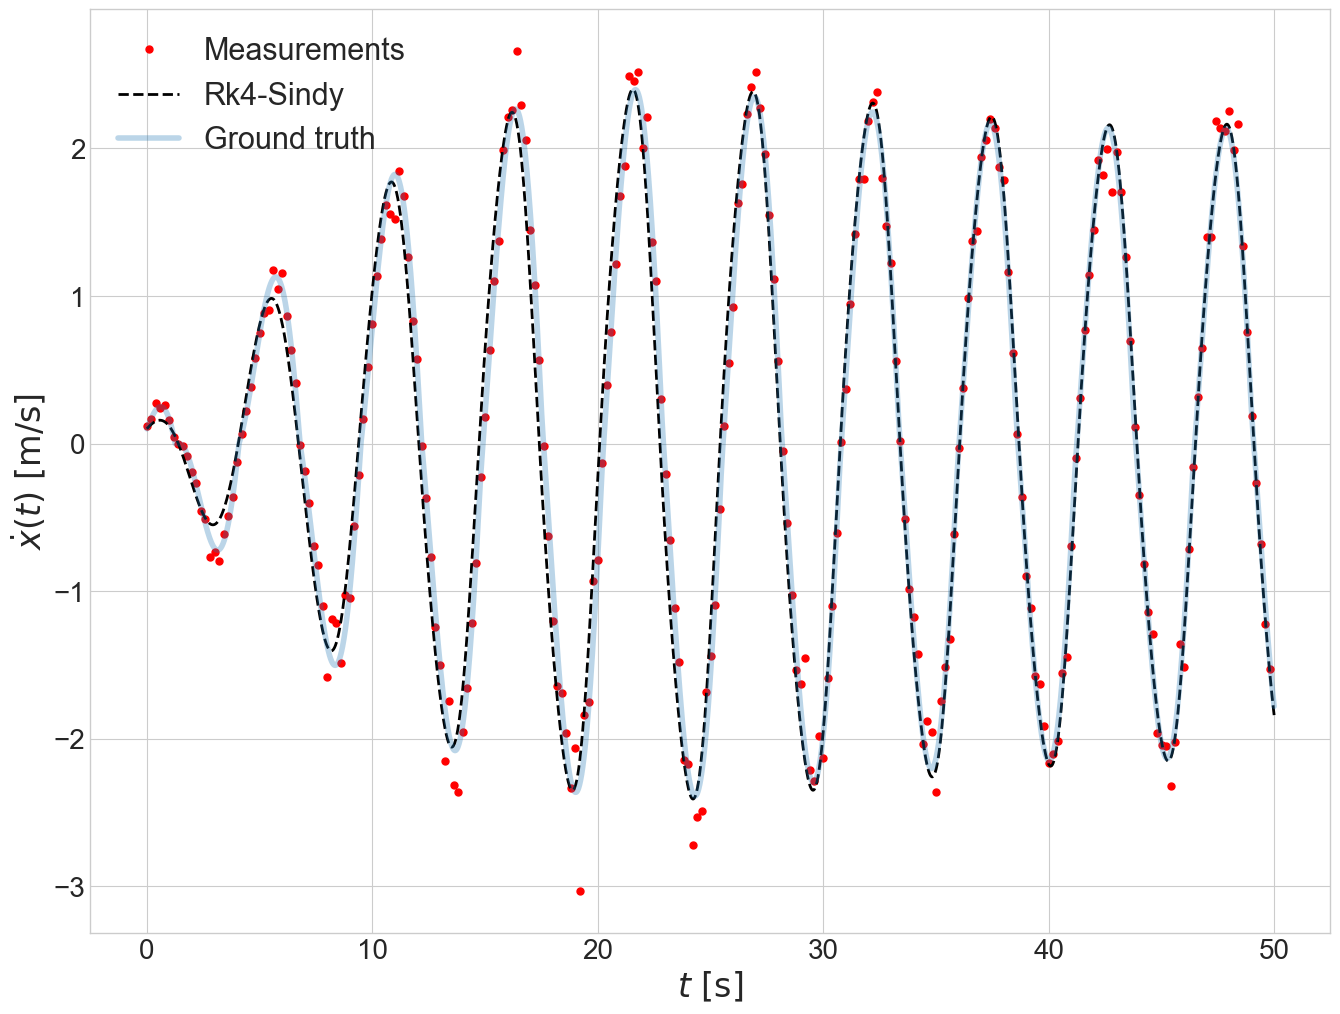 Measurements
Rk4-Sindy
Ground truth
2
1
0
−1
−2
−3
ẋ(t) [m/s]
0 10 20 30 40 50
t [s]